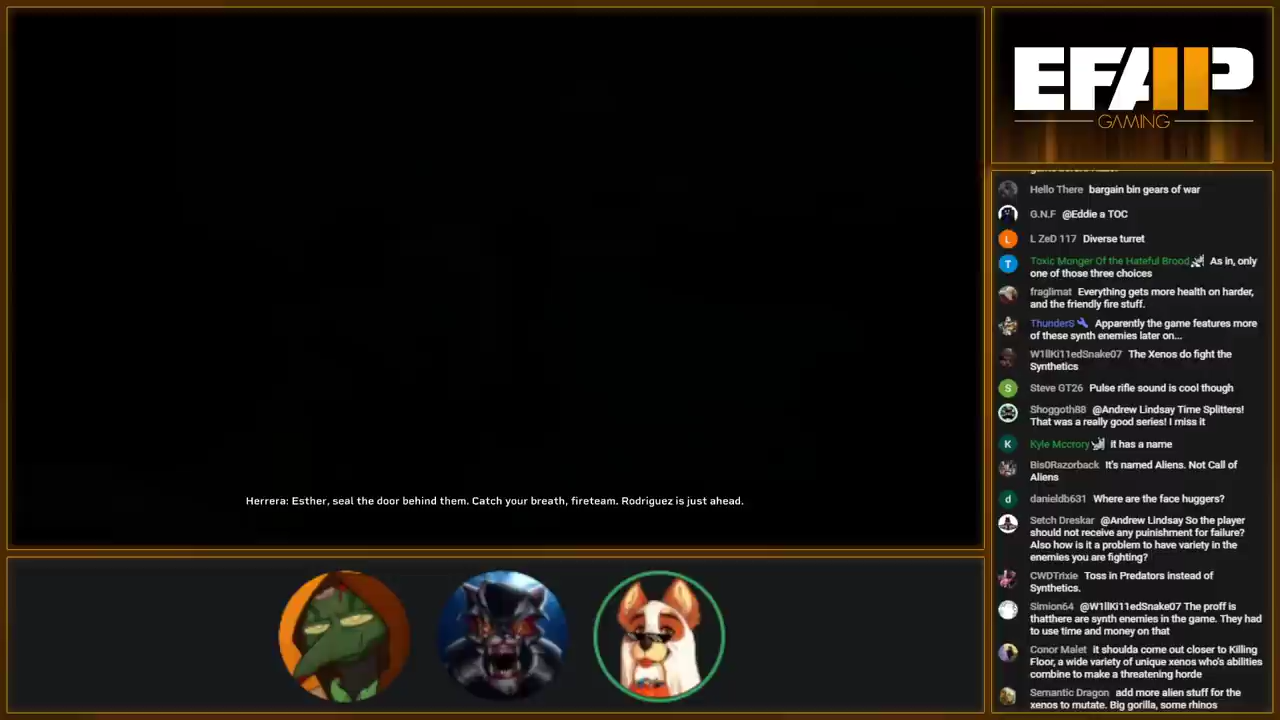 EFAP
GAMING
Hello There bargain bin gears of war
G.N.F @Eddie a TOC
L ZeD 117 Diverse turret
Toxic Monger Of the Hateful Brood As in, only
one of those three choices
fraglimat Everything gets more health on harder,
and the friendly fire stuff.
ThunderS Apparently the game features more
of these synth enemies later on...
W1llKi11edSnake07 The Xenos do fight the
Synthetics
Steve GT26 Pulse rifle sound is cool though
Shoggoth88 @Andrew Lindsay Time Splitters!
That was a really good series! I miss it
Kyle Mccrory it has a name
Bis0Razorback It's named Aliens. Not Call of
Aliens
danieldb631 Where are the face huggers?
Setch Dreskar @Andrew Lindsay So the player
should not receive any puinishment for failure?
Also how is it a problem to have variety in the
enemies you are fighting?
CWDTrixie Toss in Predators instead of
Synthetics.
Simion64 @W1llKi11edSnake07 The proff is
thatthere are synth enemies in the game. They had
to use time and money on that
Conor Malet it shoulda come out closer to Killing
Floor, a wide variety of unique xenos who's abilities
combine to make a threatening horde
Semantic Dragon add more alien stuff for the
xenos to mutate. Big gorilla, some rhinos
Herrera: Esther, seal the door behind them. Catch your breath, fireteam. Rodriguez is just ahead.